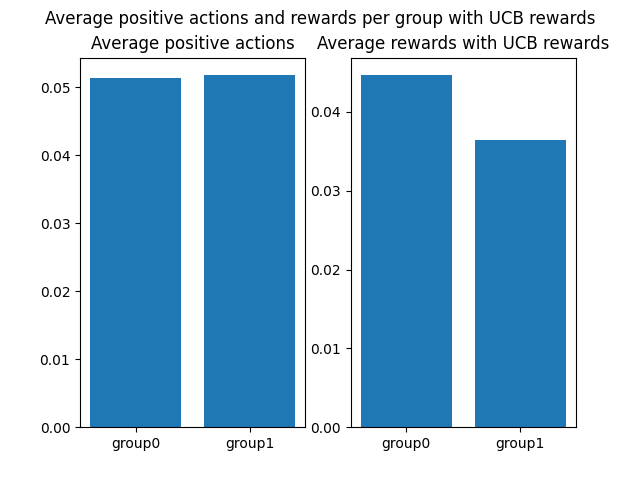 Average positive actions and rewards per group with UCB rewards
Average positive actions
0.05
0.04
0.03
0.02
0.01
0.00
group0
group1
Average rewards with UCB rewards
0.04
0.03
0.02
0.01
0.00
group0
group1